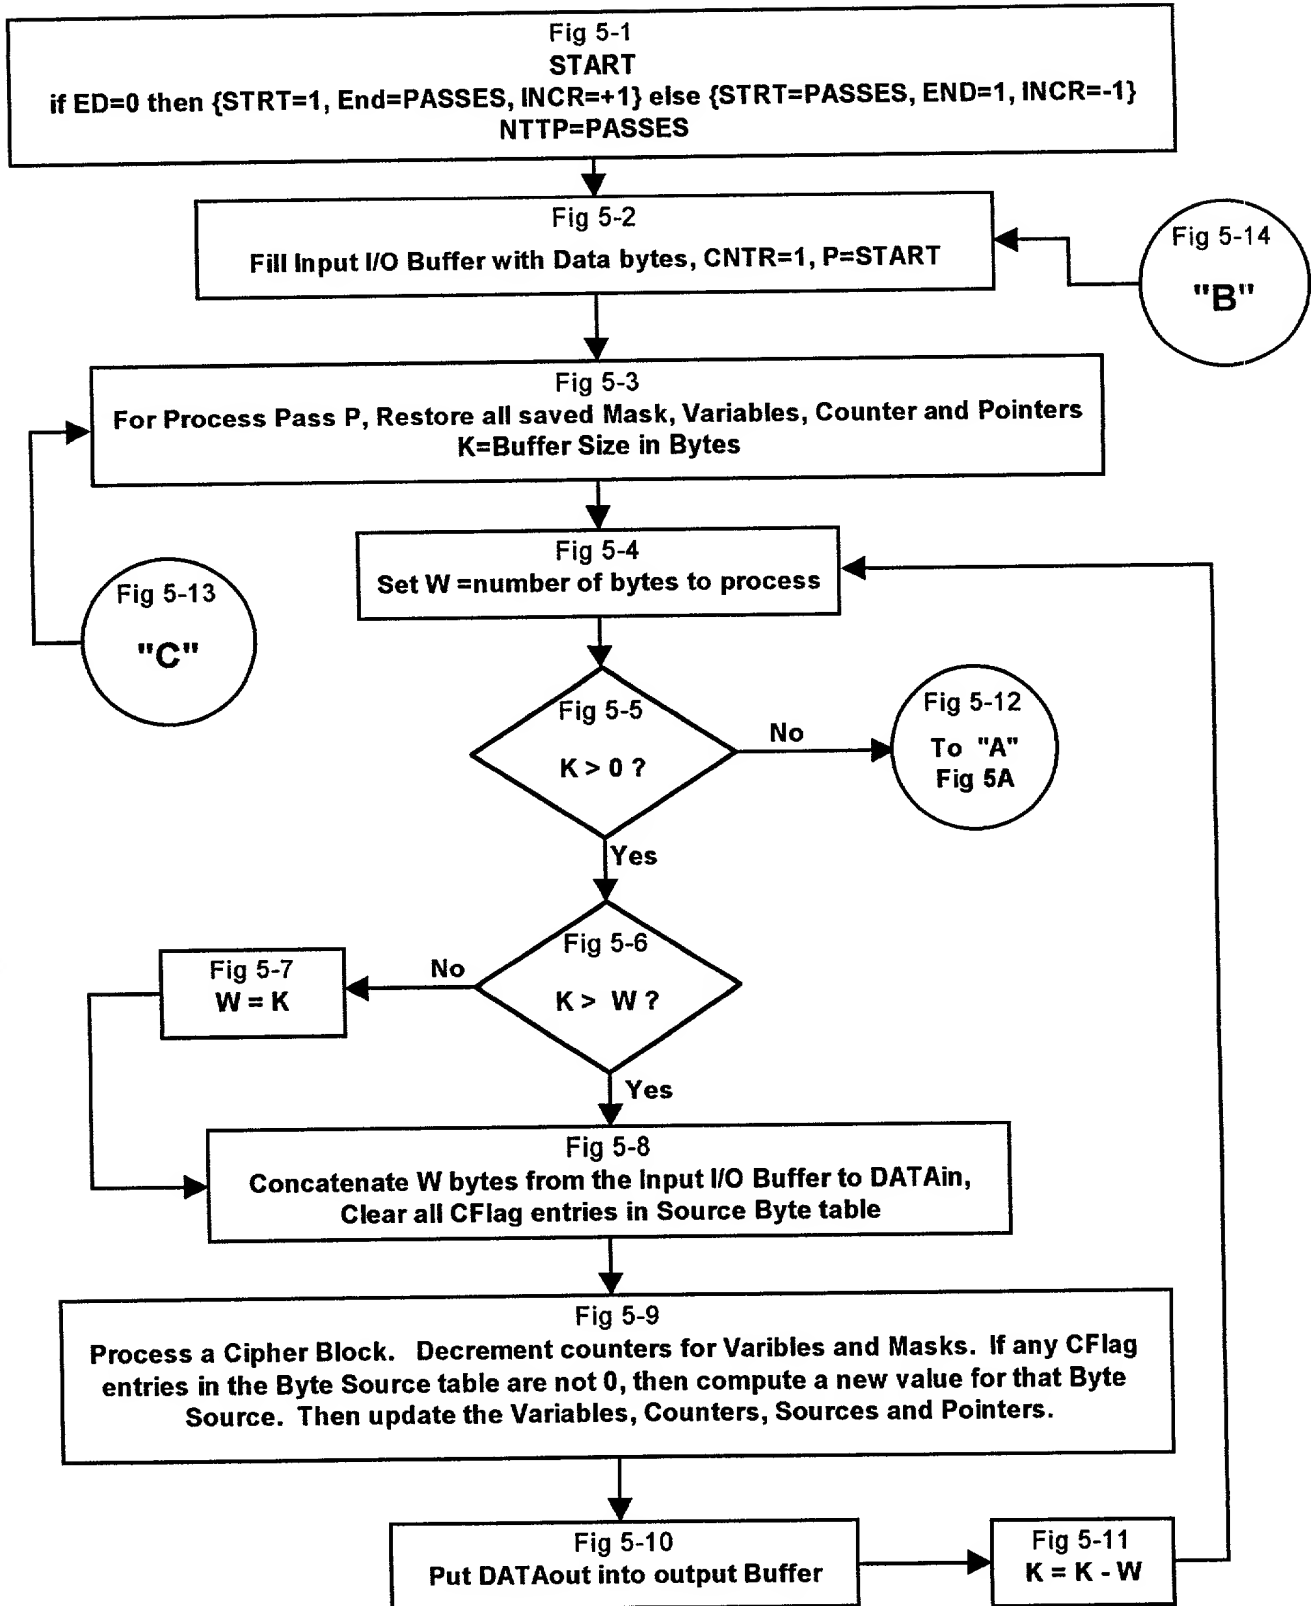 Fig 5-1
START
if ED=0 then {STRT=1, End=PASSES, INCR=+1} else {STRT=PASSES, END=1, INCR=-1}
NTTP=PASSES
Fig 5-2
Fill Input I/O Buffer with Data bytes, CNTR=1, P=START
Fig 5-14
"B"
Fig 5-3
For Process Pass P, Restore all saved Mask, Variables, Counter and Pointers
K=Buffer Size in Bytes
Fig 5-4
Set W =number of bytes to process
Fig 5-13
"C"
Fig 5-5
K > 0 ?
No
Fig 5-12
To "A"
Fig 5A
Yes
Fig 5-6
K > W ?
No
Fig 5-7
W = K
Yes
Fig 5-8
Concatenate W bytes from the Input I/O Buffer to DATAin,
Clear all CFlag entries in Source Byte table
Fig 5-9
Process a Cipher Block. Decrement counters for Varibles and Masks. If any CFlag
entries in the Byte Source table are not 0, then compute a new value for that Byte
Source. Then update the Variables, Counters, Sources and Pointers.
Fig 5-10
Put DATAout into output Buffer
Fig 5-11
K = K - W